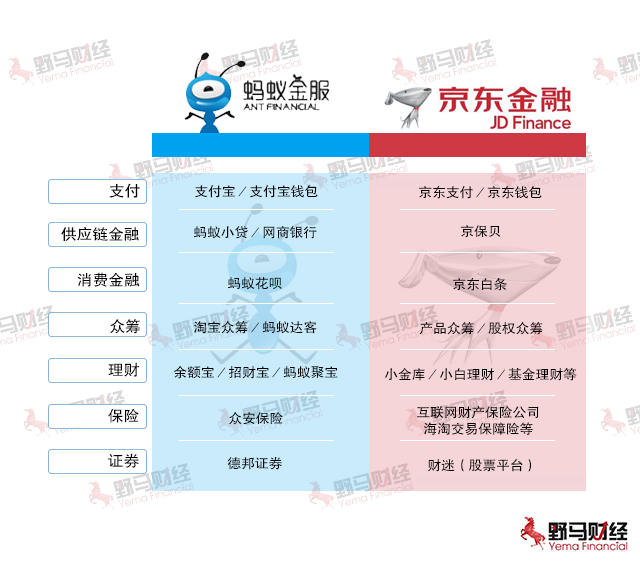 蚂蚁金服
ANT FINANCIAL
京东金融
JD Finance
支付
支付宝／支付宝钱包
京东支付／京东钱包
供应链金融
蚂蚁小贷／网商银行
京保贝
消费金融
蚂蚁花呗
京东白条
众筹
淘宝众筹／蚂蚁达客
产品众筹／股权众筹
理财
余额宝／招财宝／蚂蚁聚宝
小金库／小白理财／基金理财等
保险
众安保险
互联网财产保险公司
海淘交易保障险等
证券
德邦证券
财迷（股票平台）
野马财经
Yema Financial